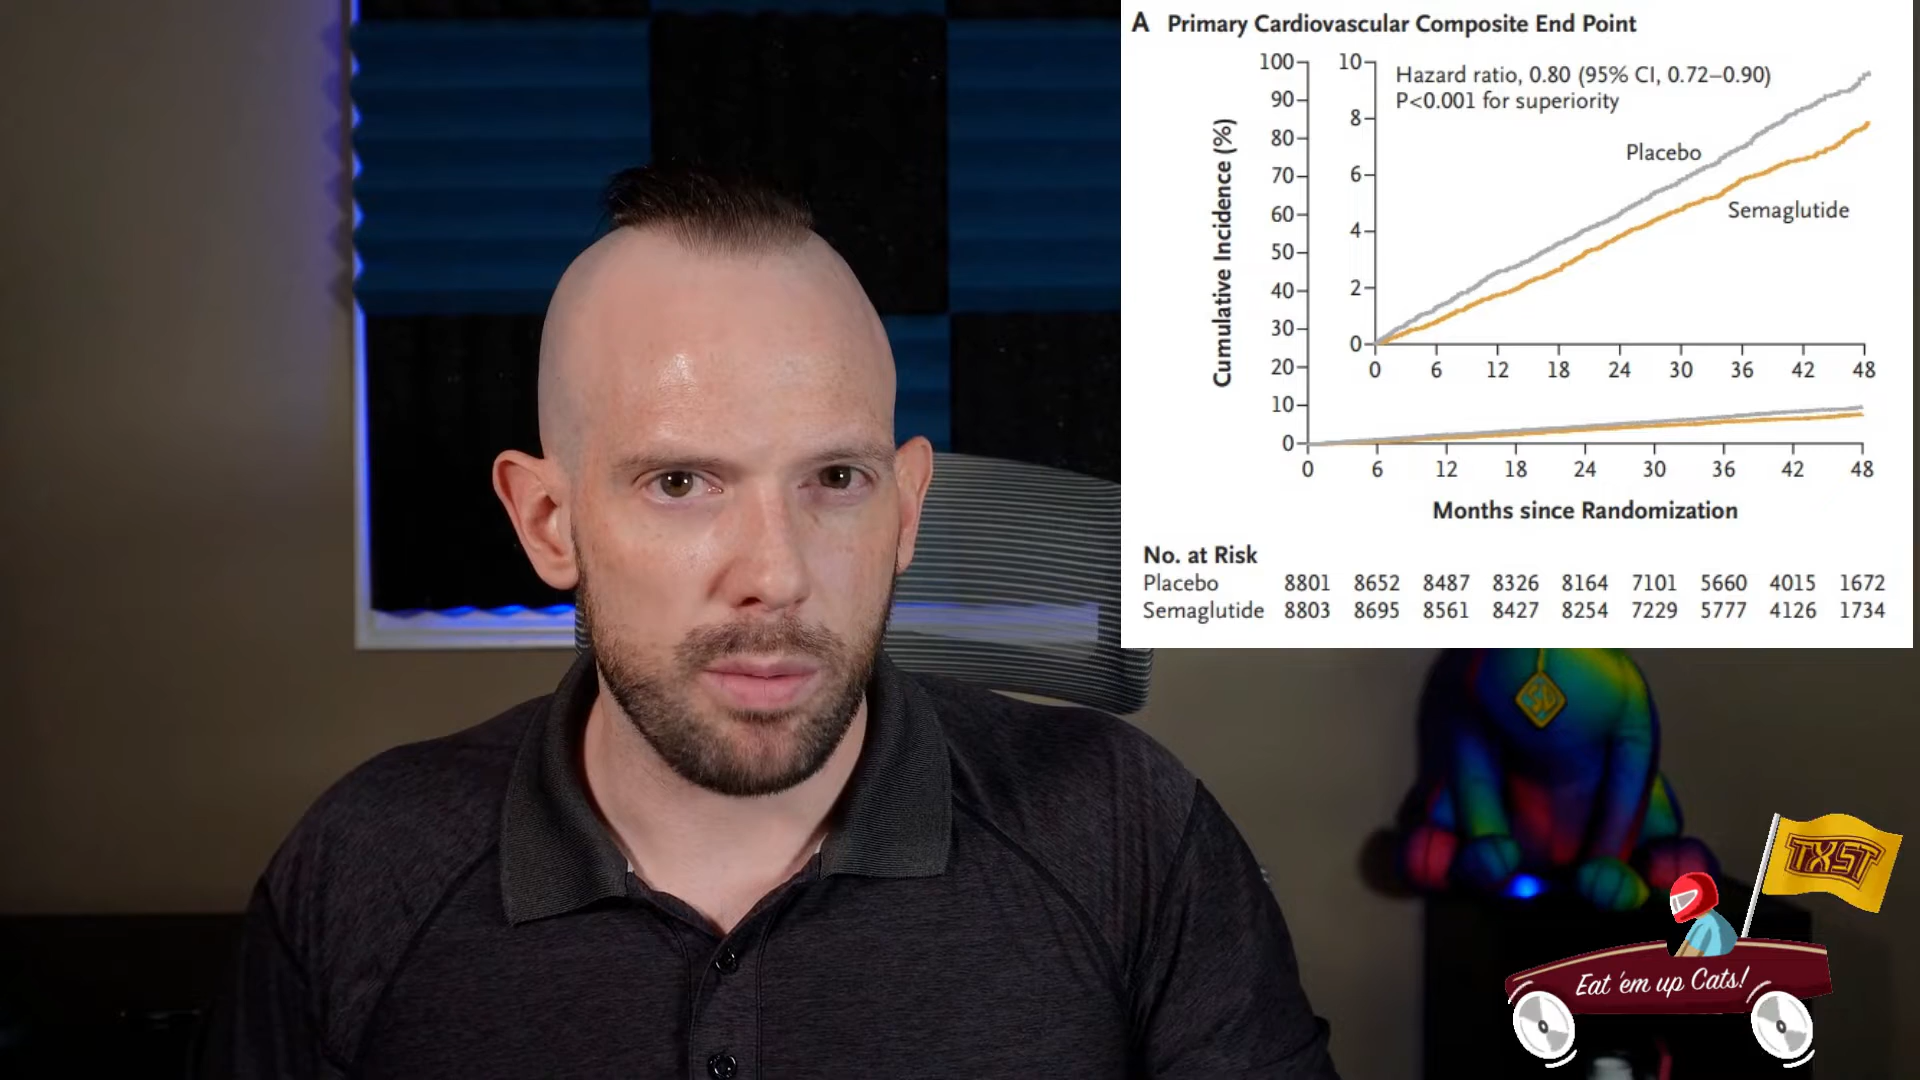 A Primary Cardiovascular Composite End Point
Hazard ratio, 0.80 (95% CI, 0.72–0.90)
P<0.001 for superiority
Cumulative Incidence (%)
100
90
80
70
60
50
40
30
20
10
0
10
8
6
4
2
0
Placebo
Semaglutide
0 6 12 18 24 30 36 42 48
0 6 12 18 24 30 36 42 48
Months since Randomization
No. at Risk
Placebo 8801 8652 8487 8326 8164 7101 5660 4015 1672
Semaglutide 8803 8695 8561 8427 8254 7229 5777 4126 1734
SD
TXST
Eat 'em up Cats!